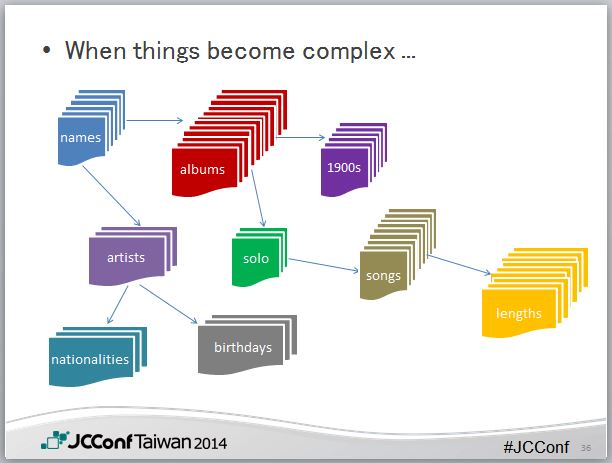 • When things become complex ...
names
albums
1900s
artists
solo
songs
lengths
nationalities
birthdays
JCConf Taiwan 2014
#JCConf
36